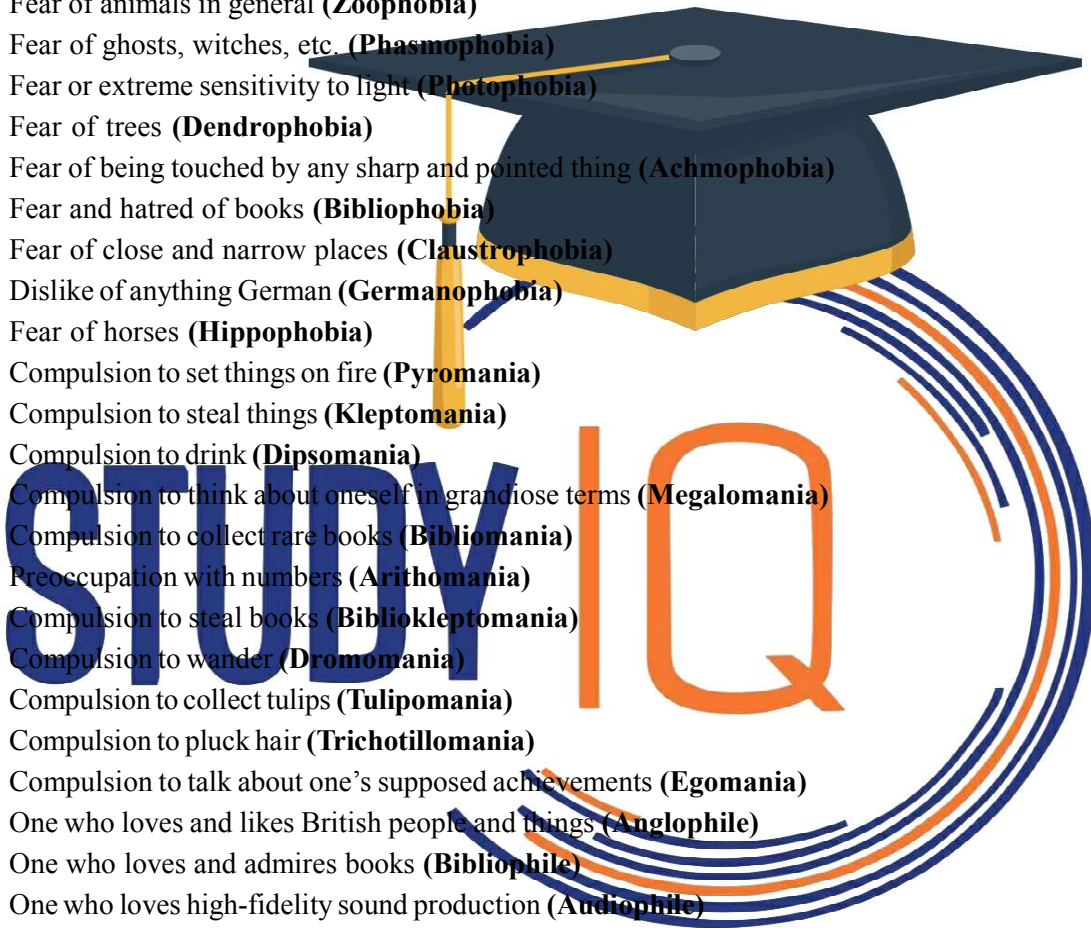 Fear of animals in general (Zoophobia)
Fear of ghosts, witches, etc. (Phasmophobia)
Fear or extreme sensitivity to light (Photophobia)
Fear of trees (Dendrophobia)
Fear of being touched by any sharp and pointed thing (Achmophobia)
Fear and hatred of books (Bibliophobia)
Fear of close and narrow places (Claustrophobia)
Dislike of anything German (Germanophobia)
Fear of horses (Hippophobia)
Compulsion to set things on fire (Pyromania)
Compulsion to steal things (Kleptomania)
Compulsion to drink (Dipsomania)
Compulsion to think about oneself in grandiose terms (Megalomania)
Compulsion to collect rare books (Bibliomania)
Preoccupation with numbers (Arithomania)
Compulsion to steal books (Bibliokleptomania)
Compulsion to wander (Dromomania)
Compulsion to collect tulips (Tulipomania)
Compulsion to pluck hair (Trichotillomania)
Compulsion to talk about one’s supposed achievements (Egomania)
One who loves and likes British people and things (Anglophile)
One who loves and admires books (Bibliophile)
One who loves high-fidelity sound production (Audiophile)
STUDY IQ